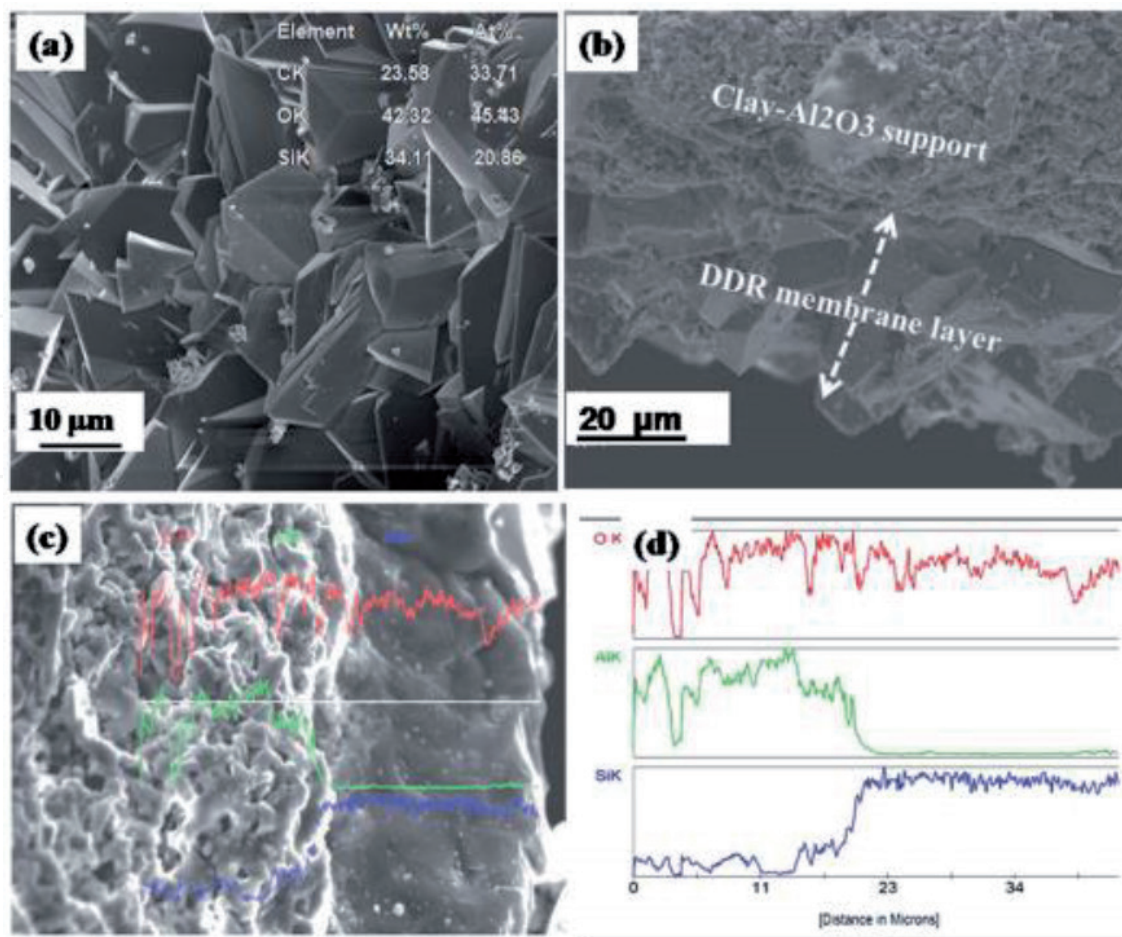 (a)
Element Wt% At%
CK 23.58 33.71
OK 42.32 45.43
SiK 34.11 20.86
10 μm
(b)
Clay-Al2O3 support
DDR membrane layer
20 μm
(c)
(d)
O K
AlK
SiK
0 11 23 34
[Distance in Microns]